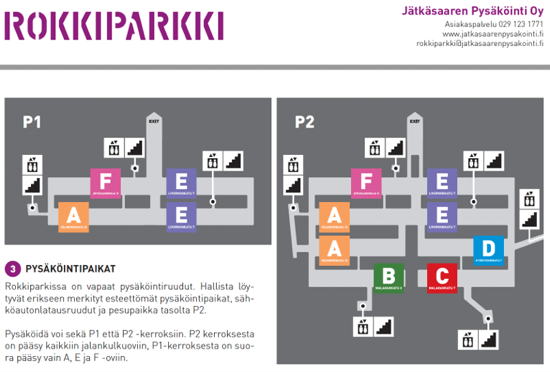 ROKKIPARKKI
Jätkäsaaren Pysäköinti Oy
Asiakaspalvelu 029 123 1771
www.jatkasaarenpysakointi.fi
rokkiparkki@jatkasaarenpysakointi.fi
P1
EXIT
F
E
A
E
P2
EXIT
F
E
A
E
A
D
B
C
3 PYSÄKÖINTIPAIKAT
Rokkiparkissa on vapaat pysäköintiruudut. Hallista löy-
tyvät erikseen merkityt esteettömät pysäköintipaikat, säh-
köautonlatausruudut ja pesupaikka tasolta P2.
Pysäköidä voi sekä P1 että P2 -kerroksiin. P2 kerroksesta
on pääsy kaikkiin jalankulkuoviin, P1-kerroksesta on suo-
ra pääsy vain A, E ja F -oviin.